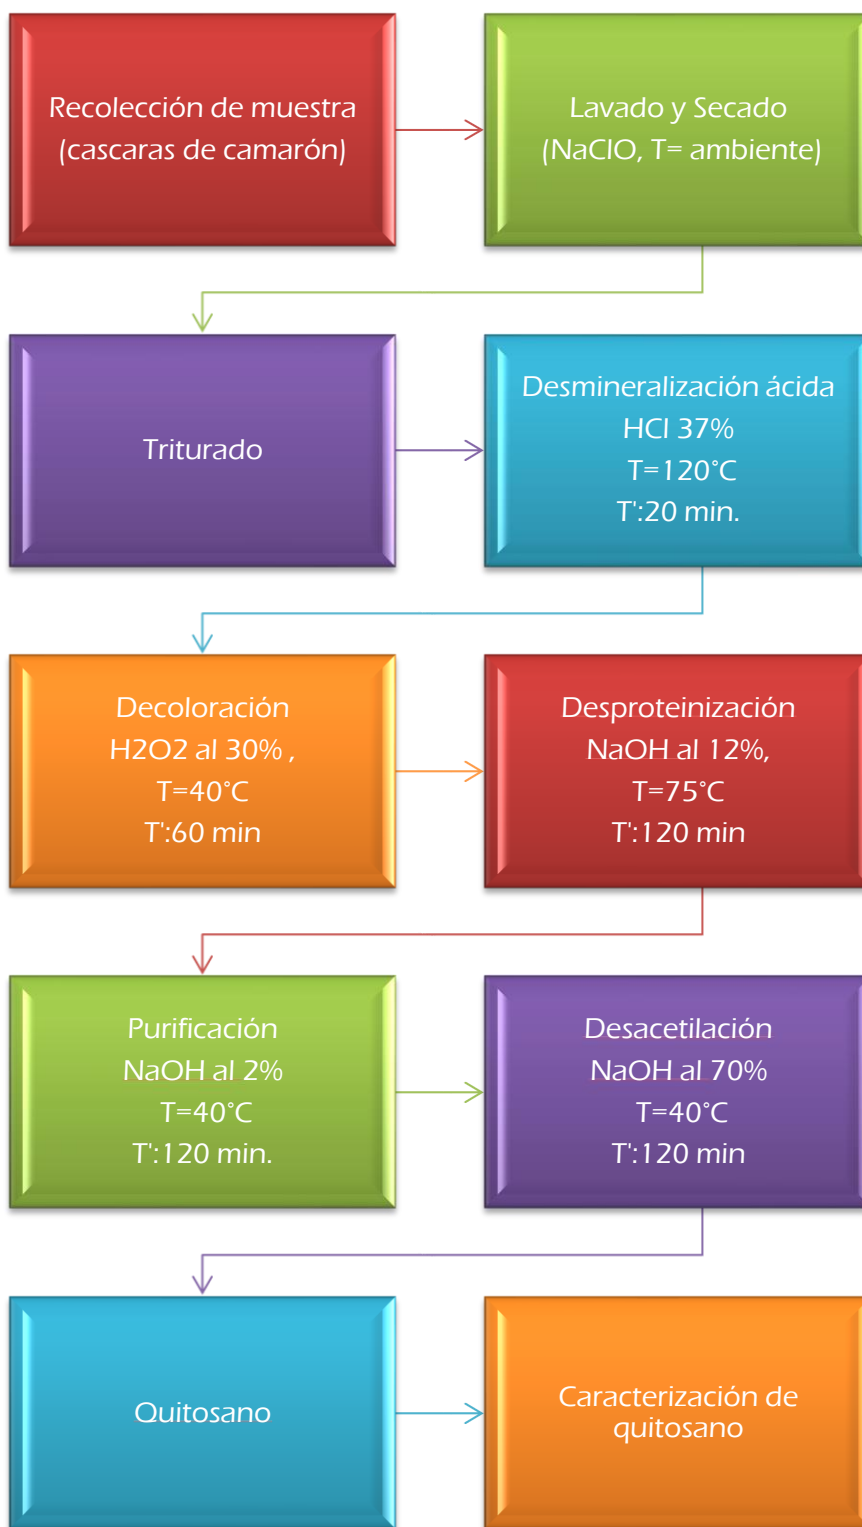 Recolección de muestra
(cascaras de camarón)
Lavado y Secado
(NaClO, T= ambiente)
Triturado
Desmineralización ácida
HCl 37%
T=120°C
T':20 min.
Decoloración
H2O2 al 30% ,
T=40°C
T':60 min
Desproteinización
NaOH al 12%,
T=75°C
T':120 min
Purificación
NaOH al 2%
T=40°C
T':120 min.
Desacetilación
NaOH al 70%
T=40°C
T':120 min
Quitosano
Caracterización de
quitosano